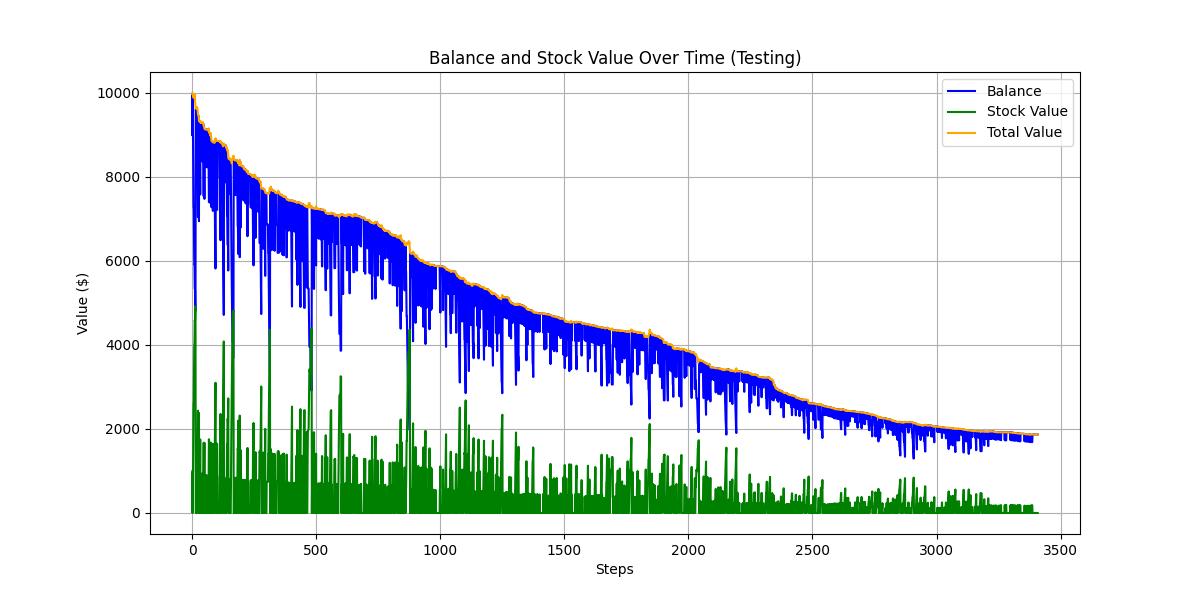 Balance and Stock Value Over Time (Testing)
Balance
Stock Value
Total Value
Value ($)
10000
8000
6000
4000
2000
0
0 500 1000 1500 2000 2500 3000 3500
Steps